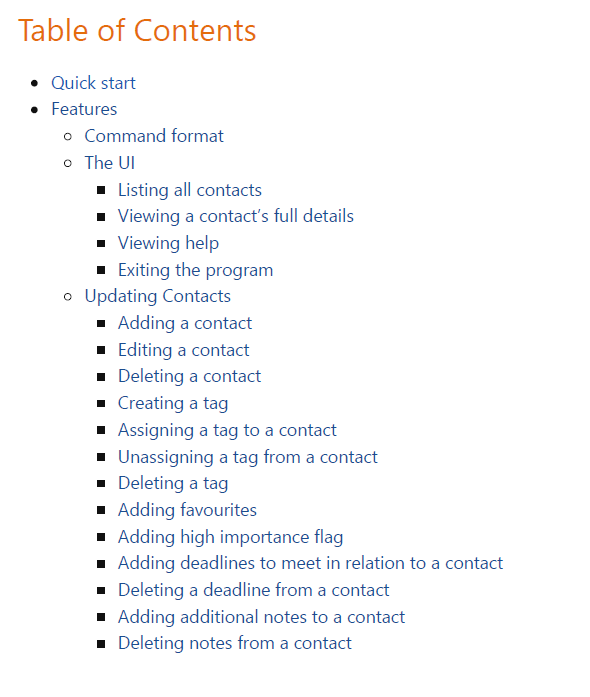 Table of Contents
Quick start
Features
Command format
The UI
Listing all contacts
Viewing a contact’s full details
Viewing help
Exiting the program
Updating Contacts
Adding a contact
Editing a contact
Deleting a contact
Creating a tag
Assigning a tag to a contact
Unassigning a tag from a contact
Deleting a tag
Adding favourites
Adding high importance flag
Adding deadlines to meet in relation to a contact
Deleting a deadline from a contact
Adding additional notes to a contact
Deleting notes from a contact